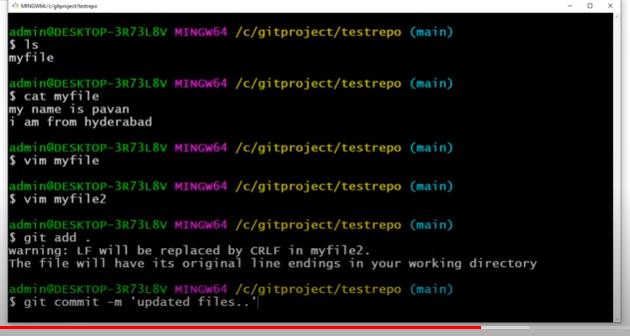 MINGW64:/c/gitproject/testrepo
admin@DESKTOP-3R73L8V MINGW64 /c/gitproject/testrepo (main)
$ ls
myfile
admin@DESKTOP-3R73L8V MINGW64 /c/gitproject/testrepo (main)
$ cat myfile
my name is pavan
i am from hyderabad
admin@DESKTOP-3R73L8V MINGW64 /c/gitproject/testrepo (main)
$ vim myfile
admin@DESKTOP-3R73L8V MINGW64 /c/gitproject/testrepo (main)
$ vim myfile2
admin@DESKTOP-3R73L8V MINGW64 /c/gitproject/testrepo (main)
$ git add .
warning: LF will be replaced by CRLF in myfile2.
The file will have its original line endings in your working directory
admin@DESKTOP-3R73L8V MINGW64 /c/gitproject/testrepo (main)
$ git commit -m 'updated files..'